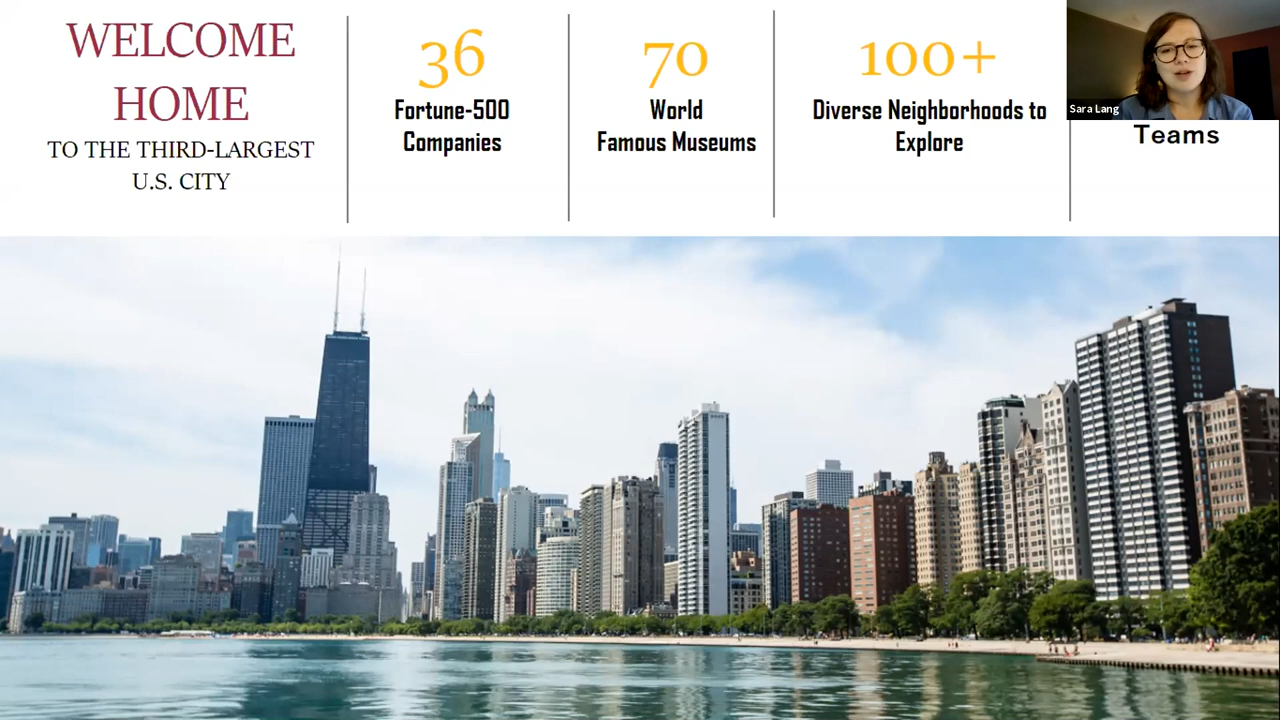 WELCOME
HOME
TO THE THIRD-LARGEST
U.S. CITY
36
Fortune-500
Companies
70
World
Famous Museums
100+
Diverse Neighborhoods to
Explore
Sara Lang
Teams